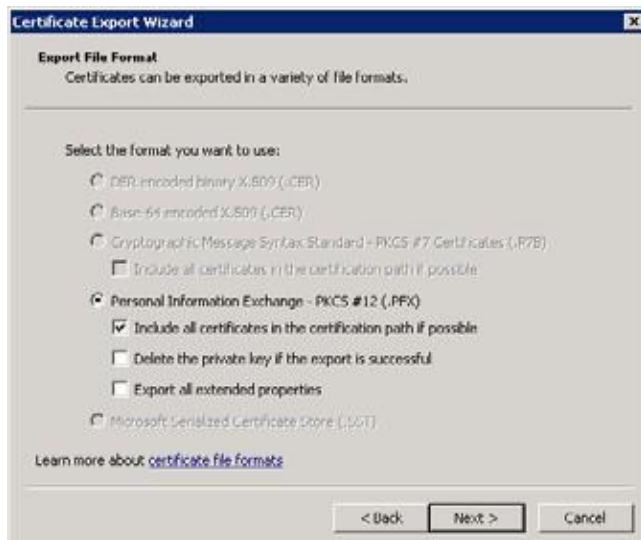 Certificate Export Wizard
Export File Format
Certificates can be exported in a variety of file formats.
Select the format you want to use:
DER encoded binary X.509 (.CER)
Base-64 encoded X.509 (.CER)
Cryptographic Message Syntax Standard - PKCS #7 Certificates (.P7B)
Include all certificates in the certification path if possible
Personal Information Exchange - PKCS #12 (.PFX)
Include all certificates in the certification path if possible
Delete the private key if the export is successful
Export all extended properties
Microsoft Serialized Certificate Store (.SST)
Learn more about certificate file formats
< Back Next > Cancel